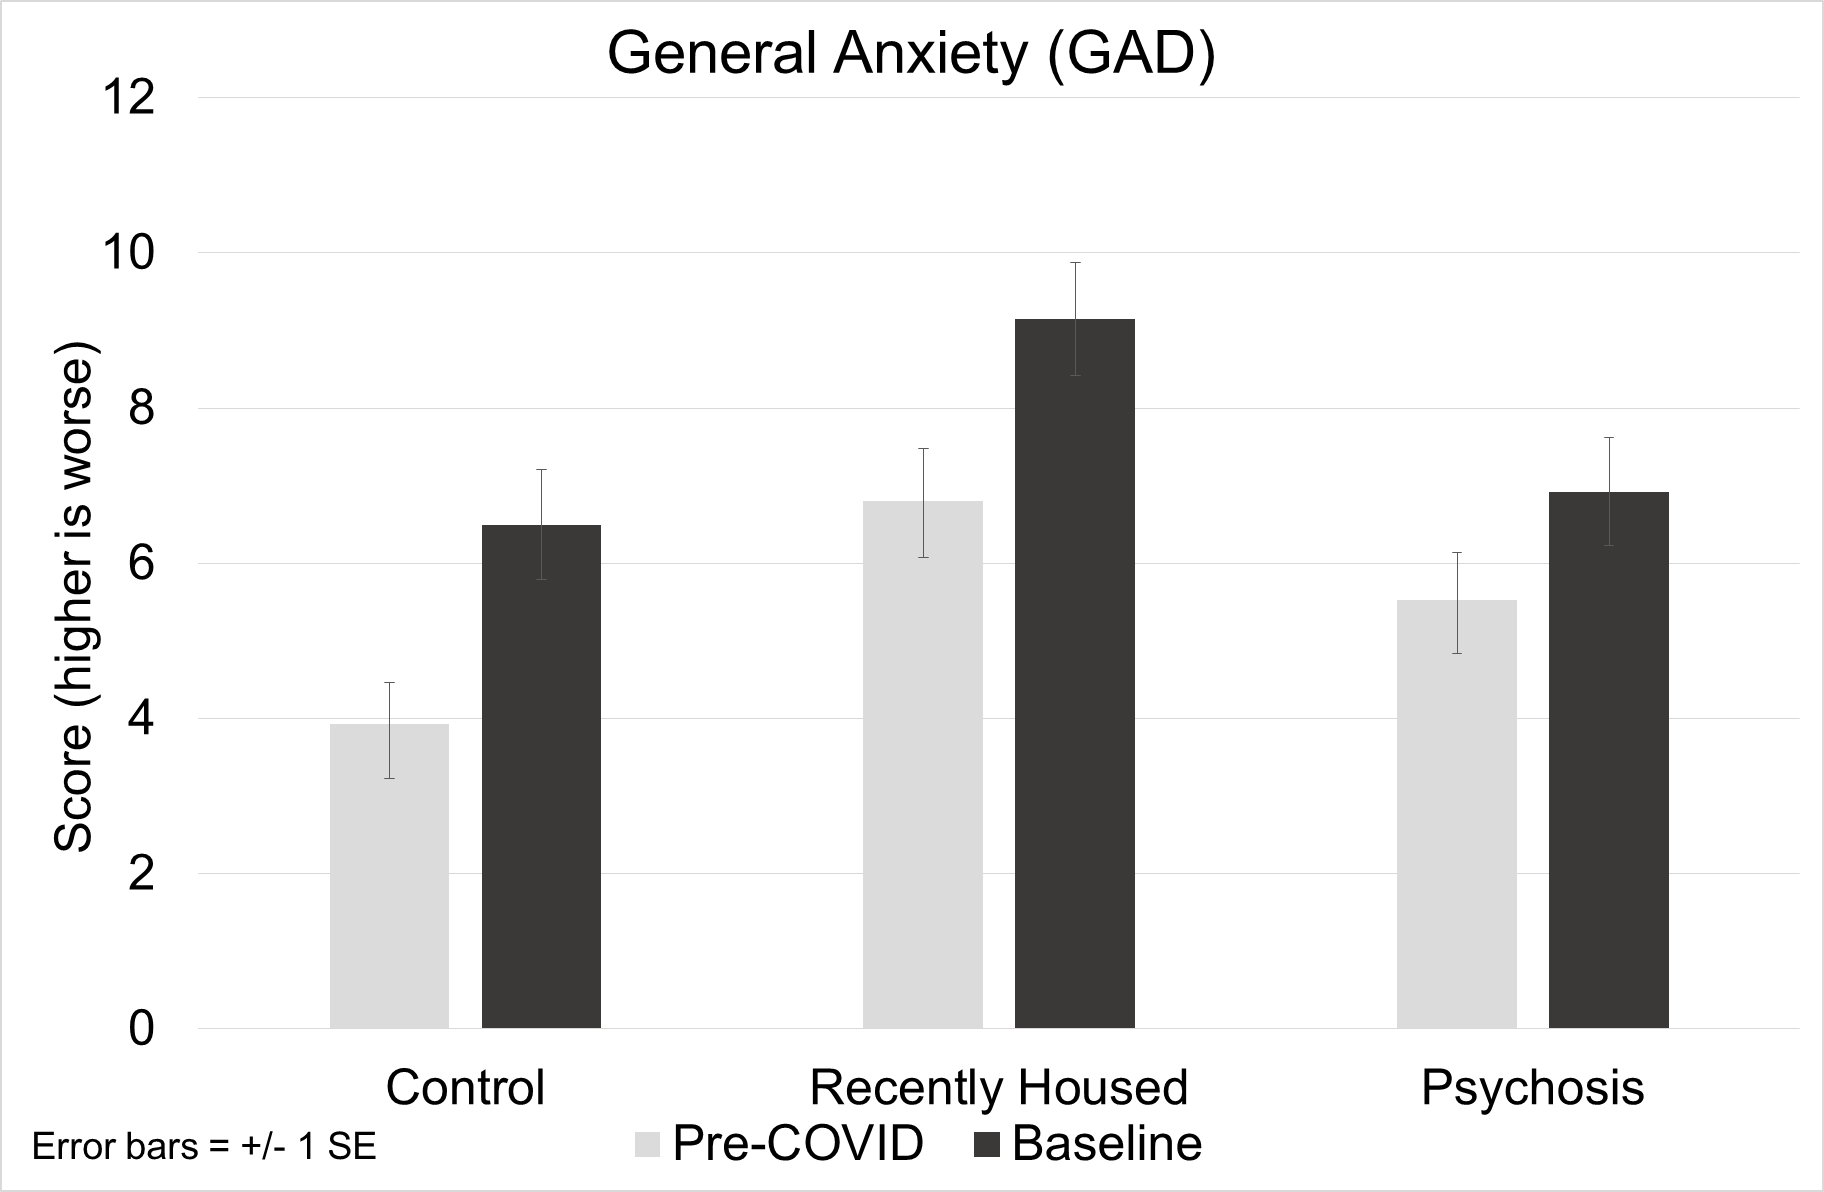 General Anxiety (GAD)
Score (higher is worse)
12
10
8
6
4
2
0
Control Recently Housed Psychosis
Error bars = +/- 1 SE
Pre-COVID Baseline